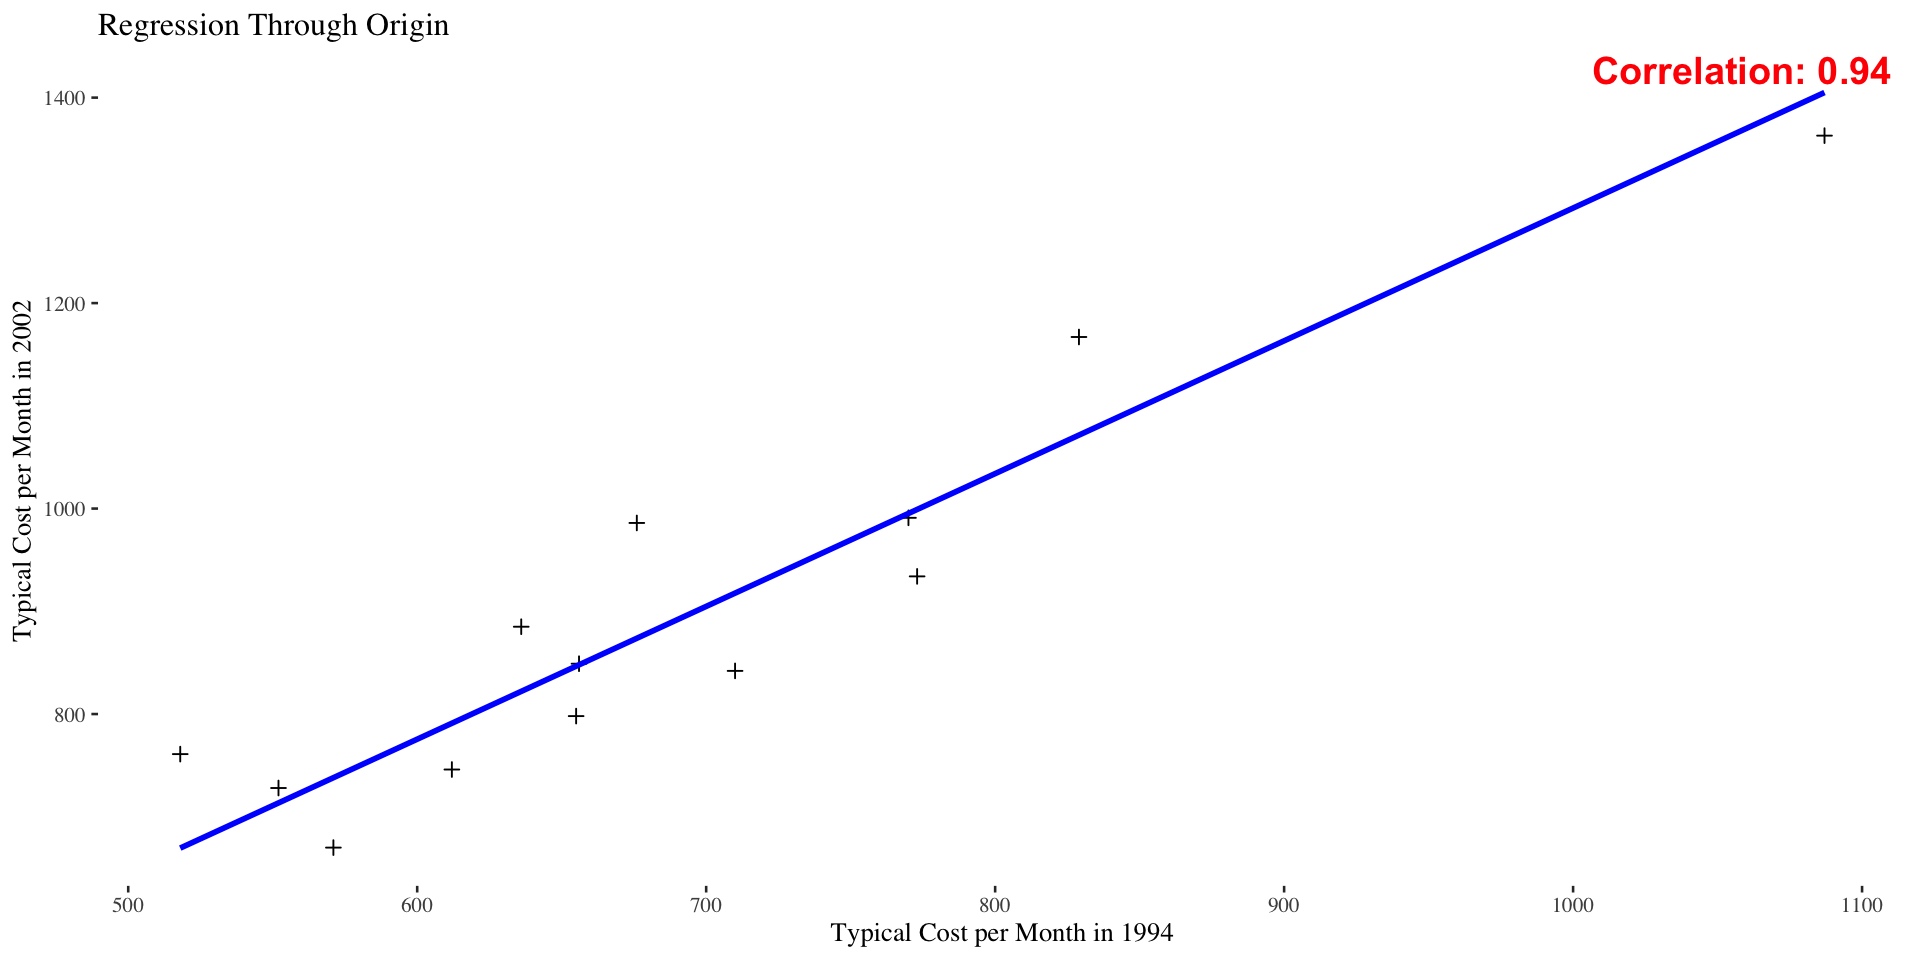 Regression Through Origin
Correlation: 0.94
1400
1200
1000
800
Typical Cost per Month in 2002
500
600
700
800
900
1000
1100
Typical Cost per Month in 1994